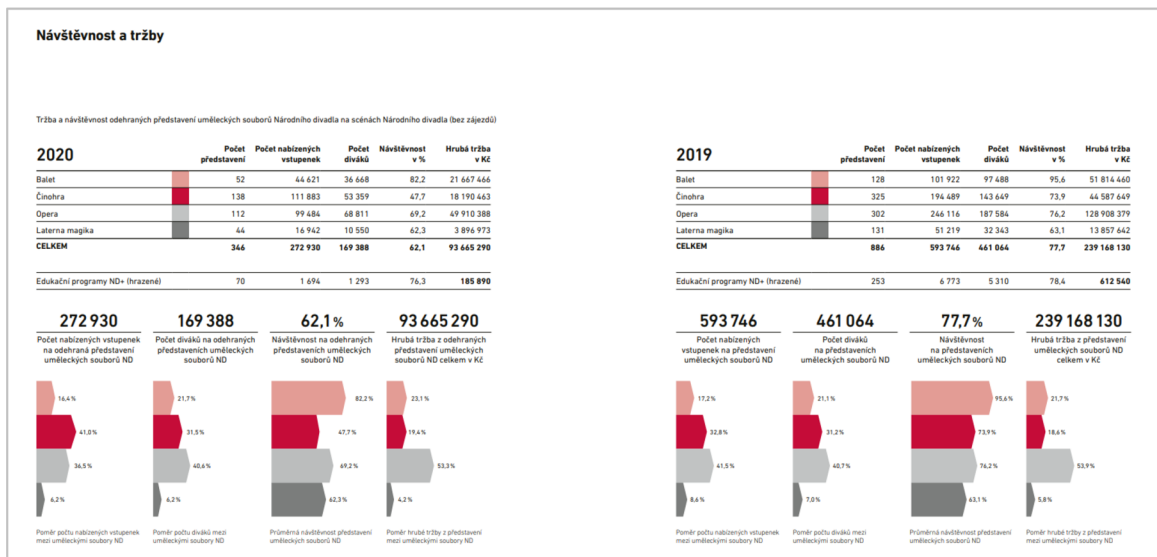 Návštěvnost a tržby
Tržba a návštěvnost odehraných představení uměleckých souborů Národního divadla na scénách Národního divadla (bez zájezdů)
2020 Počet představení Počet nabízených vstupenek Počet diváků Návštěvnost v % Hrubá tržba v Kč
Balet 52 44 621 36 668 82,2 21 667 466
Činohra 138 111 883 53 359 47,7 18 190 463
Opera 112 99 484 68 811 69,2 49 910 388
Laterna magika 44 16 942 10 550 62,3 3 896 973
CELKEM 346 272 930 169 388 62,1 93 665 290
Edukační programy ND+ (hrazené) 70 1 694 1 293 76,3 185 890
272 930 169 388 62,1 % 93 665 290
Počet nabízených vstupenek Počet diváků na odehraných Návštěvnost na odehraných Hrubá tržba z odehraných
na odehraná představení představeních uměleckých představeních uměleckých představení uměleckých
uměleckých souborů ND souborů ND souborů ND souborů ND celkem v Kč
16,4 % 21,7 % 82,2 % 23,1 %
41,0 % 31,5 % 47,7 % 19,4 %
36,5 % 40,6 % 69,2 % 53,3 %
6,2 % 6,2 % 62,3 % 4,2 %
Poměr počtu nabízených vstupenek Poměr počtu diváků mezi Průměrná návštěvnost představení Poměr hrubé tržby z představení
mezi uměleckými soubory ND uměleckými soubory ND uměleckých souborů ND mezi uměleckými soubory ND
2019 Počet představení Počet nabízených vstupenek Počet diváků Návštěvnost v % Hrubá tržba v Kč
Balet 128 101 922 97 488 95,6 51 814 460
Činohra 325 194 489 143 649 73,9 44 587 649
Opera 302 246 116 187 584 76,2 128 908 379
Laterna magika 131 51 219 32 343 63,1 13 857 642
CELKEM 886 593 746 461 064 77,7 239 168 130
Edukační programy ND+ (hrazené) 253 6 773 5 310 78,4 612 540
593 746 461 064 77,7 % 239 168 130
Počet nabízených Počet diváků Návštěvnost Hrubá tržba z představení
vstupenek na představení na představeních na představeních uměleckých souborů ND
uměleckých souborů ND uměleckých souborů ND uměleckých souborů ND celkem v Kč
17,2 % 21,1 % 95,6 % 21,7 %
32,8 % 31,2 % 73,9 % 18,6 %
41,5 % 40,7 % 76,2 % 53,9 %
8,6 % 7,0 % 63,1 % 5,8 %
Poměr počtu nabízených vstupenek Poměr počtu diváků mezi Průměrná návštěvnost představení Poměr hrubé tržby z představení
mezi uměleckými soubory ND uměleckými soubory ND uměleckých souborů ND mezi uměleckými soubory ND